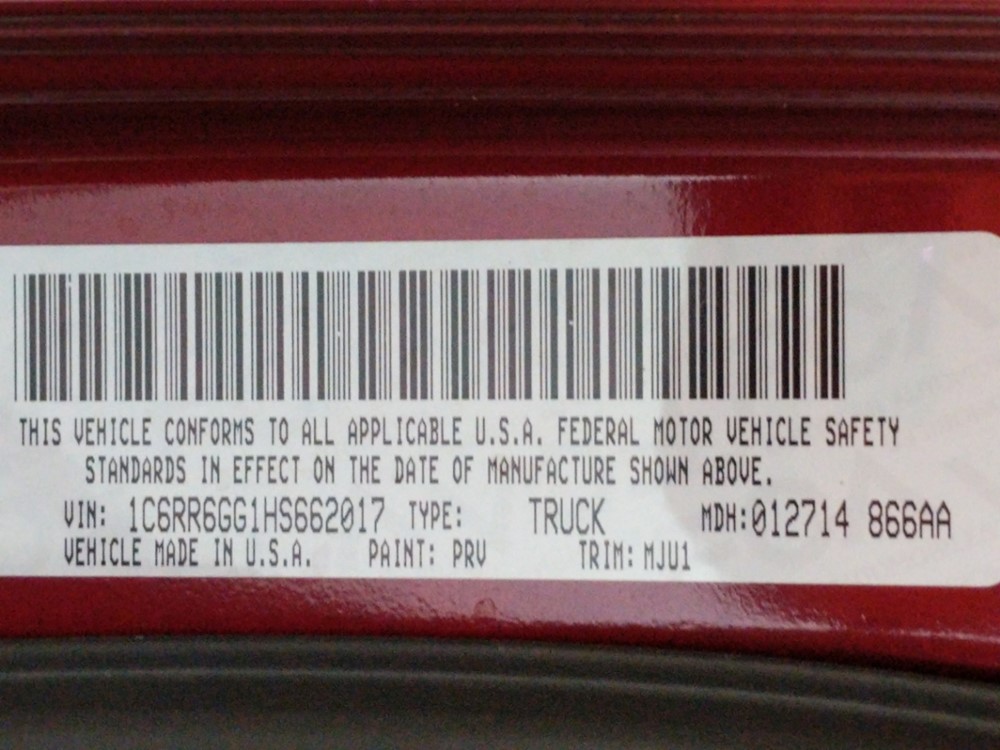 THIS VEHICLE CONFORMS TO ALL APPLICABLE U.S.A. FEDERAL MOTOR VEHICLE SAFETY
STANDARDS IN EFFECT ON THE DATE OF MANUFACTURE SHOWN ABOVE.
VIN: 1C6RR6GG1HS662017 TYPE: TRUCK MDH:012714 866AA
VEHICLE MADE IN U.S.A. PAINT: PRV TRIM: MJU1